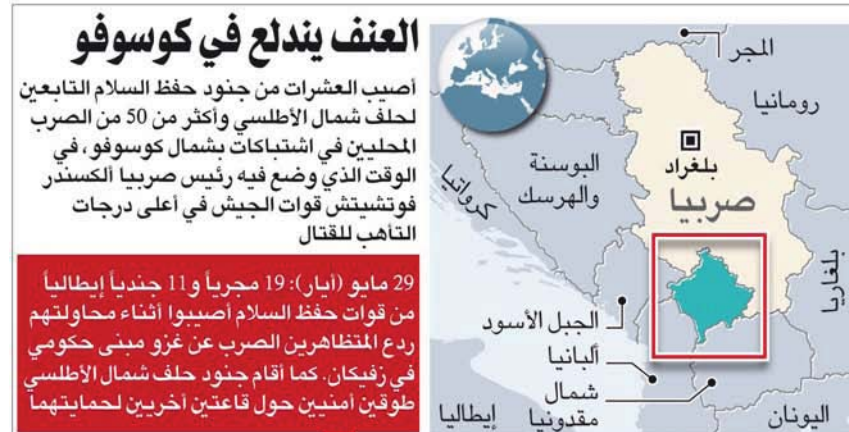 العنف يندلع في كوسوفو
أصيب العشرات من جنود حفظ السلام التابعين
لحلف شمال الأطلسي وأكثر من 50 من الصرب
المحليين في اشتباكات بشمال كوسوفو، في
الوقت الذي وضع فيه رئيس صربيا ألكسندر
فوتشيتش قوات الجيش في أعلى درجات
التأهب للقتال
29 مايو (أيار): 19 مجرياً و11 جندياً إيطالياً
من قوات حفظ السلام أصيبوا أثناء محاولتهم
ردع المتظاهرين الصرب عن غزو مبنى حكومي
في زفيكان. كما أقام جنود حلف شمال الأطلسي
طوقين أمنيين حول قاعتين أخريين لحمايتهما
المجر
رومانيا
بلغراد
البوسنة
والهرسك
كرواتيا
صربيا
بلغاريا
الجبل الأسود
ألبانيا
شمال
مقدونيا
إيطاليا
اليونان